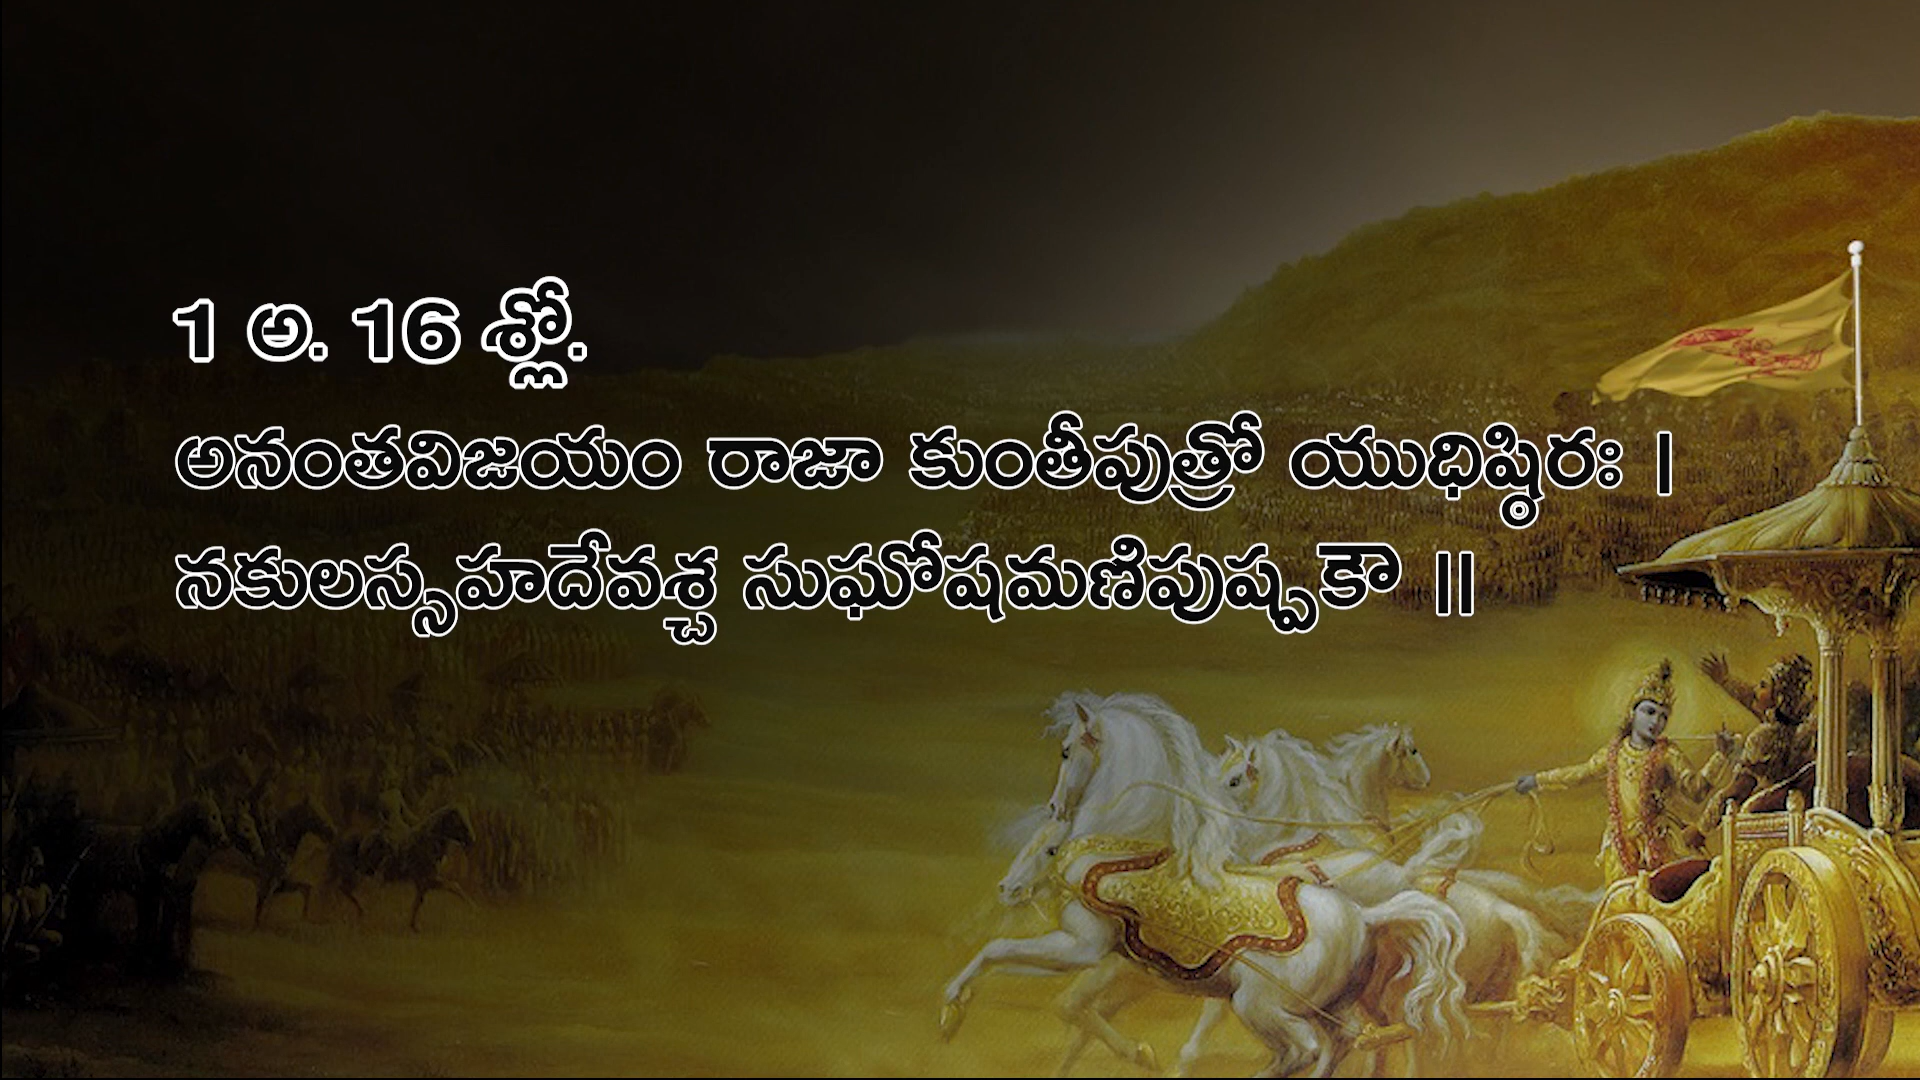 1 అ. 16 శ్లో.
అనంతవిజయం రాజా కుంతీపుత్రో యుధిష్ఠిరః |
నకులస్సహదేవశ్చ సుఘోషమణిపుష్పకౌ ||